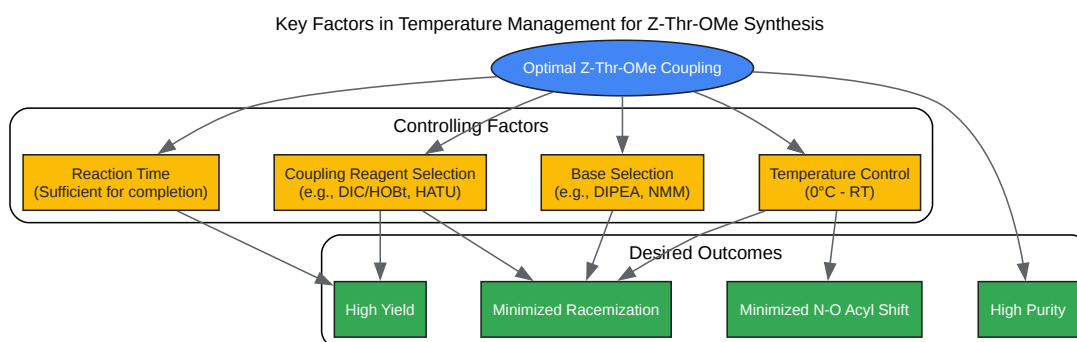 Key Factors in Temperature Management for Z-Thr-OMe Synthesis
Optimal Z-Thr-OMe Coupling
Controlling Factors
Reaction Time
(Sufficient for completion)
Coupling Reagent Selection
(e.g., DIC/HOBt, HATU)
Base Selection
(e.g., DIPEA, NMM)
Temperature Control
(0°C - RT)
Desired Outcomes
High Yield
Minimized Racemization
Minimized N-O Acyl Shift
High Purity